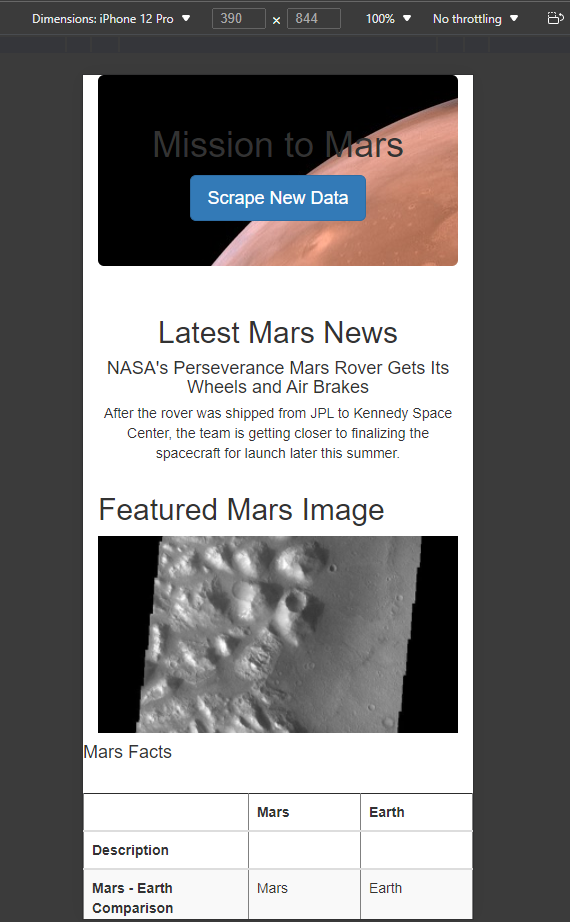 Dimensions: iPhone 12 Pro 390 × 844 100% No throttling
Mission to Mars
Scrape New Data
Latest Mars News
NASA's Perseverance Mars Rover Gets Its
Wheels and Air Brakes
After the rover was shipped from JPL to Kennedy Space
Center, the team is getting closer to finalizing the
spacecraft for launch later this summer.
Featured Mars Image
Mars Facts
Mars Earth
Description
Mars - Earth Mars Earth
Comparison